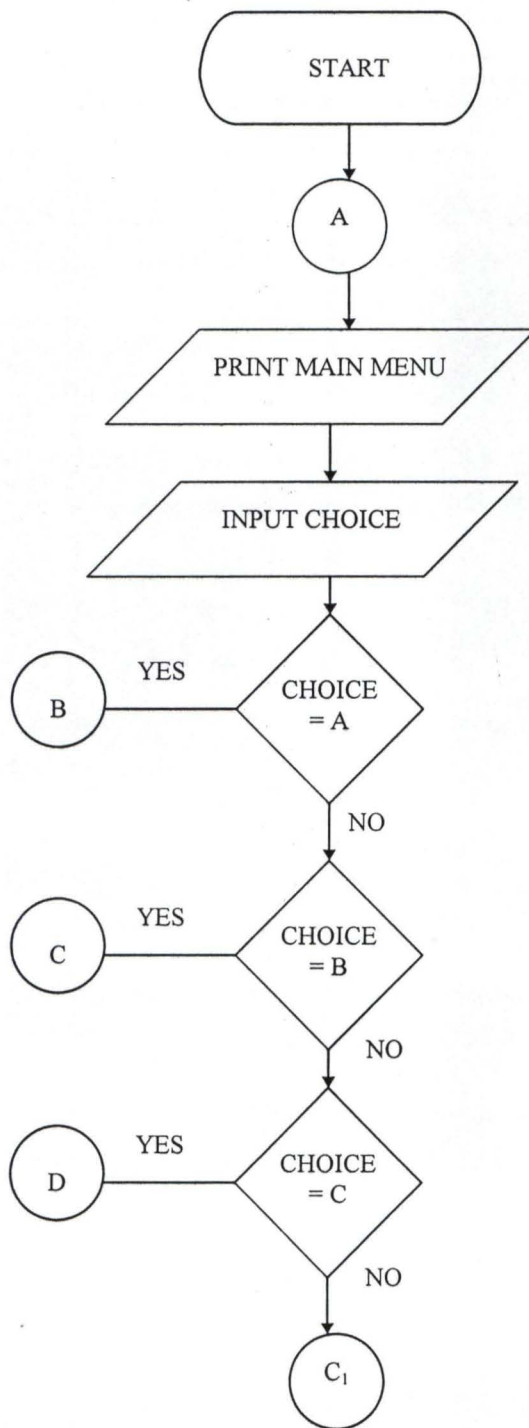 START
A
PRINT MAIN MENU
INPUT CHOICE
YES
B
CHOICE
= A
NO
YES
C
CHOICE
= B
NO
YES
D
CHOICE
= C
NO
C₁